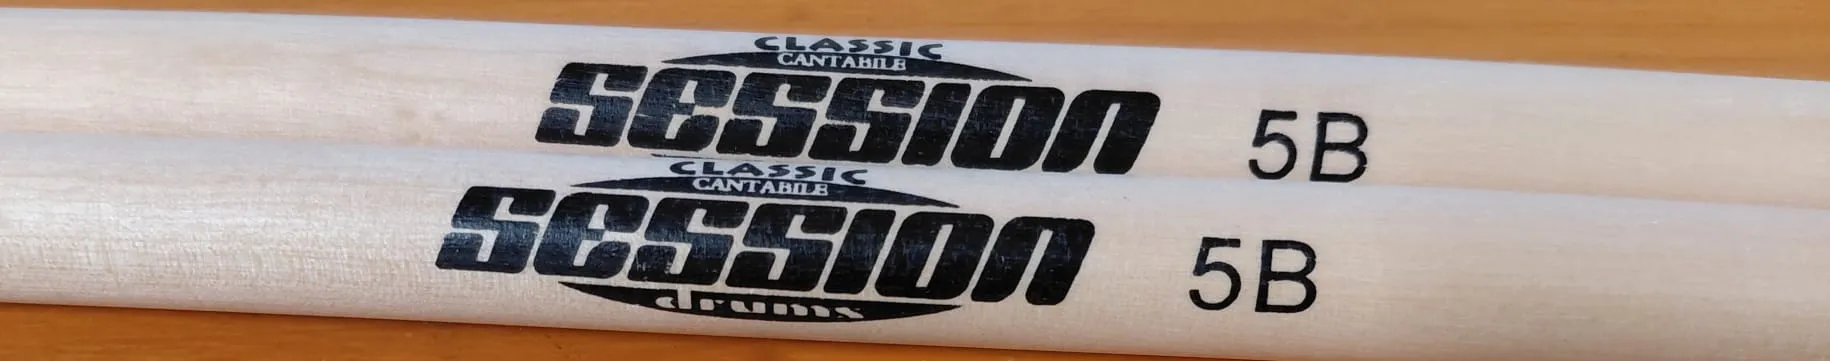 CLASSIC
CANTABILE
SESSION 5B
CLASSIC
CANTABILE
SESSION 5B
drums